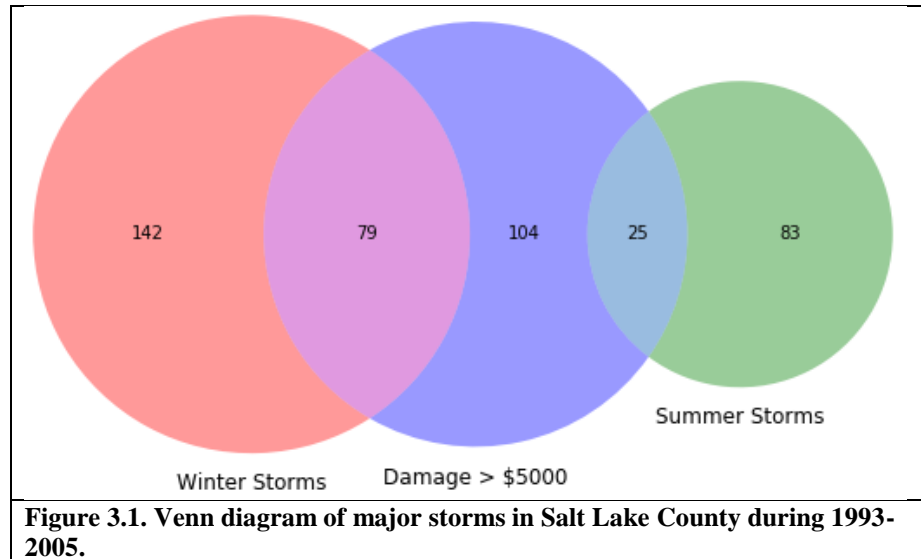 142
79
104
25
83
Summer Storms
Winter Storms
Damage > $5000
Figure 3.1. Venn diagram of major storms in Salt Lake County during 1993-
2005.